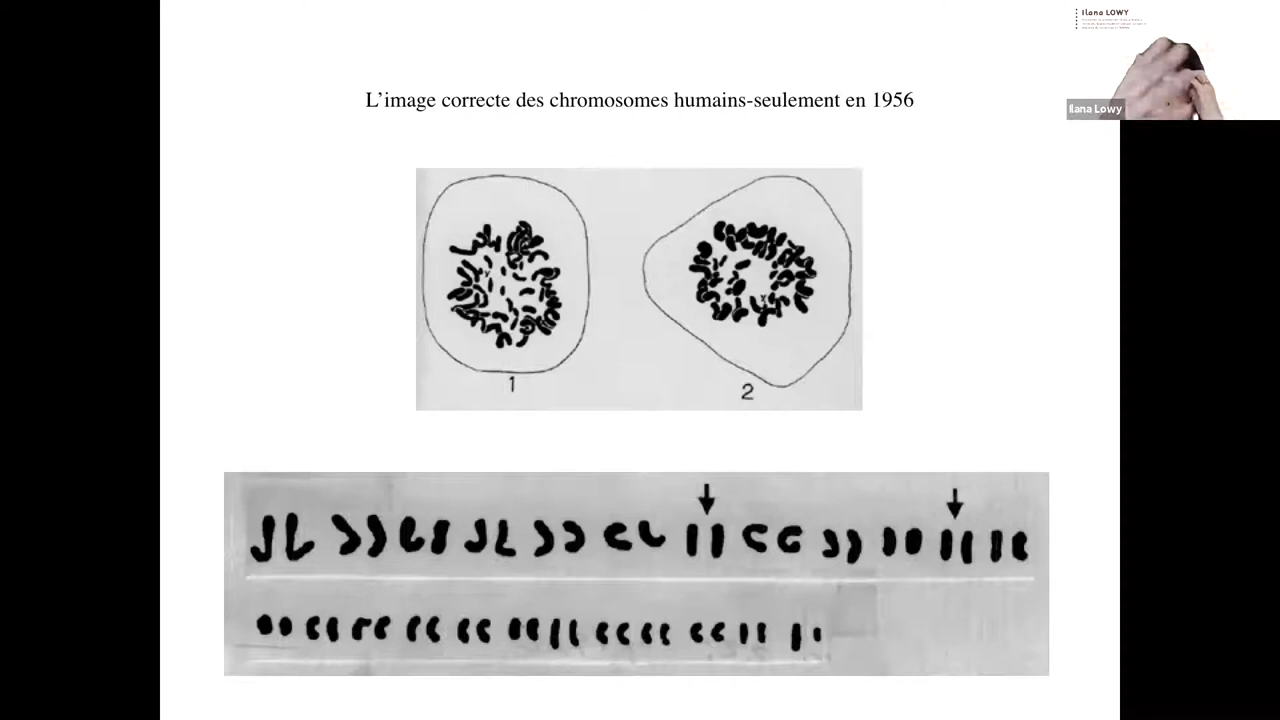 Ilana LOWY
L'image correcte des chromosomes humains-seulement en 1956
Ilana Lowy
1
2